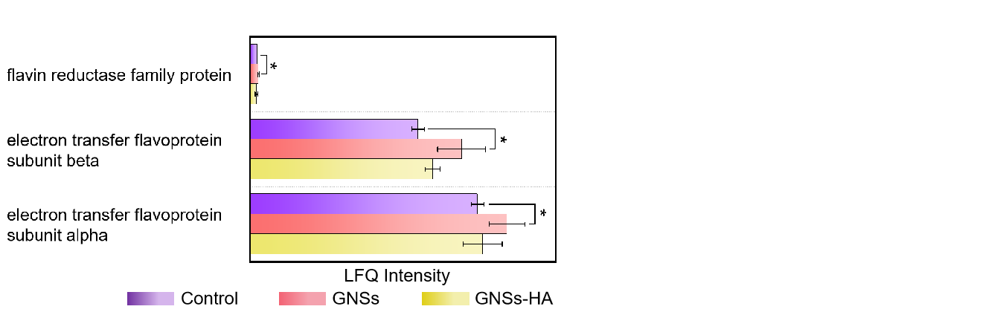 flavin reductase family protein
*
electron transfer flavoprotein
subunit beta
*
electron transfer flavoprotein
subunit alpha
*
LFQ Intensity
Control
GNSs
GNSs-HA